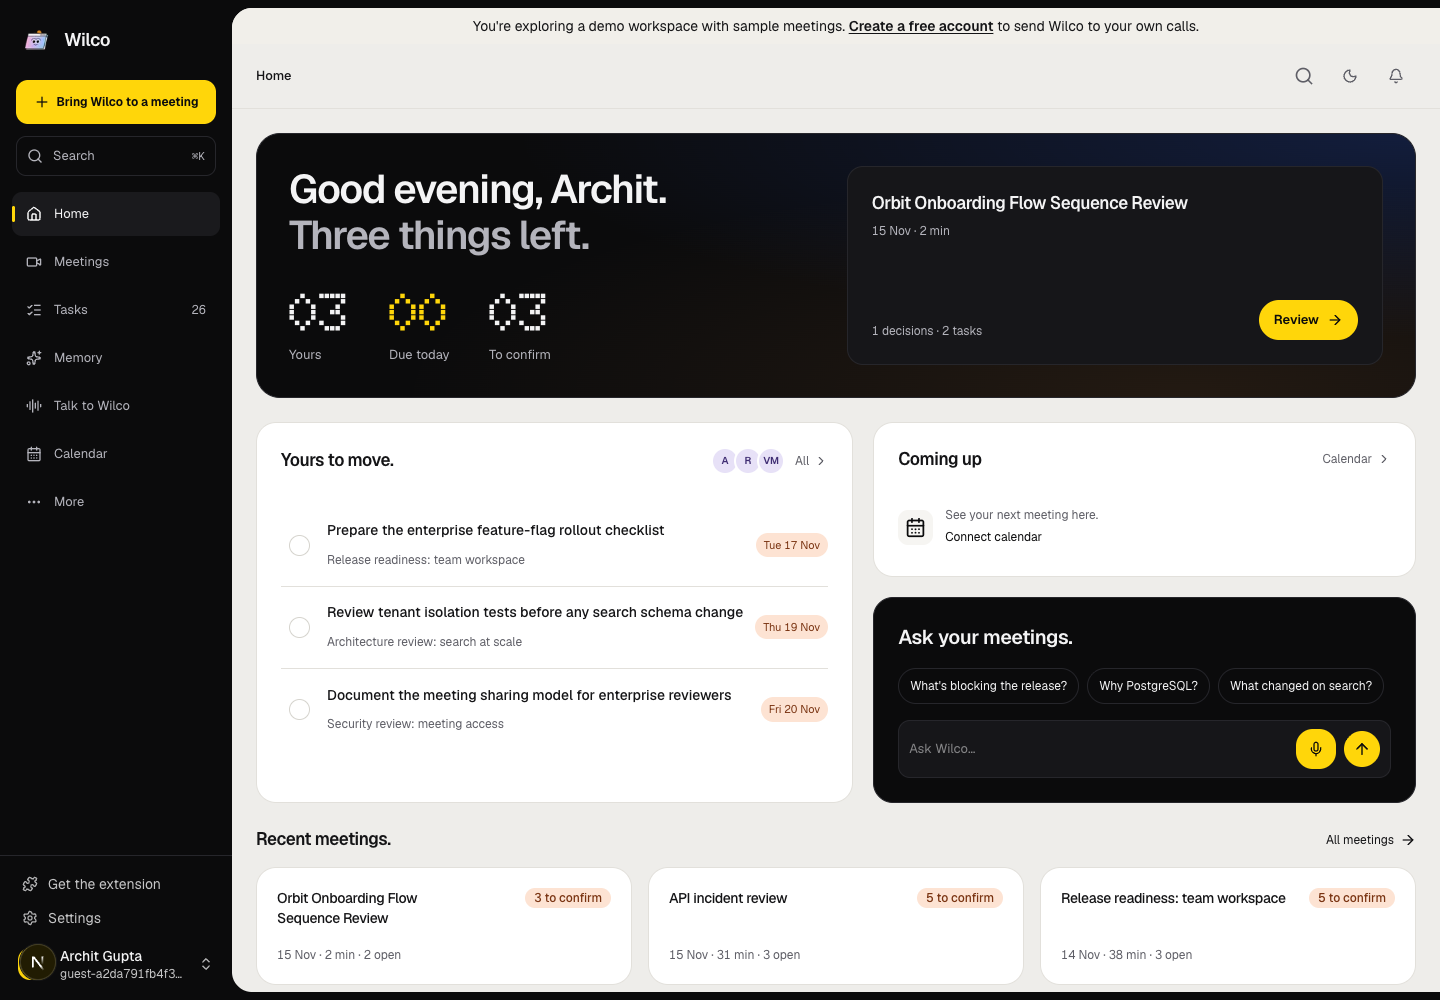 Wilco
You're exploring a demo workspace with sample meetings. Create a free account to send Wilco to your own calls.
Bring Wilco to a meeting
Search ⌘K
Home
Meetings
Tasks 26
Memory
Talk to Wilco
Calendar
More
Get the extension
Settings
N
Archit Gupta
guest-a2da791fb4f3...
Home
Good evening, Archit.
Three things left.
03 00 03
Yours Due today To confirm
Orbit Onboarding Flow Sequence Review
15 Nov · 2 min
1 decisions · 2 tasks
Review
Yours to move.
A R VM All
Prepare the enterprise feature-flag rollout checklist
Release readiness: team workspace
Tue 17 Nov
Review tenant isolation tests before any search schema change
Architecture review: search at scale
Thu 19 Nov
Document the meeting sharing model for enterprise reviewers
Security review: meeting access
Fri 20 Nov
Coming up
Calendar
See your next meeting here.
Connect calendar
Ask your meetings.
What's blocking the release? Why PostgreSQL? What changed on search?
Ask Wilco...
Recent meetings.
All meetings
Orbit Onboarding Flow
Sequence Review
3 to confirm
15 Nov · 2 min · 2 open
API incident review
5 to confirm
15 Nov · 31 min · 3 open
Release readiness: team workspace
5 to confirm
14 Nov · 38 min · 3 open